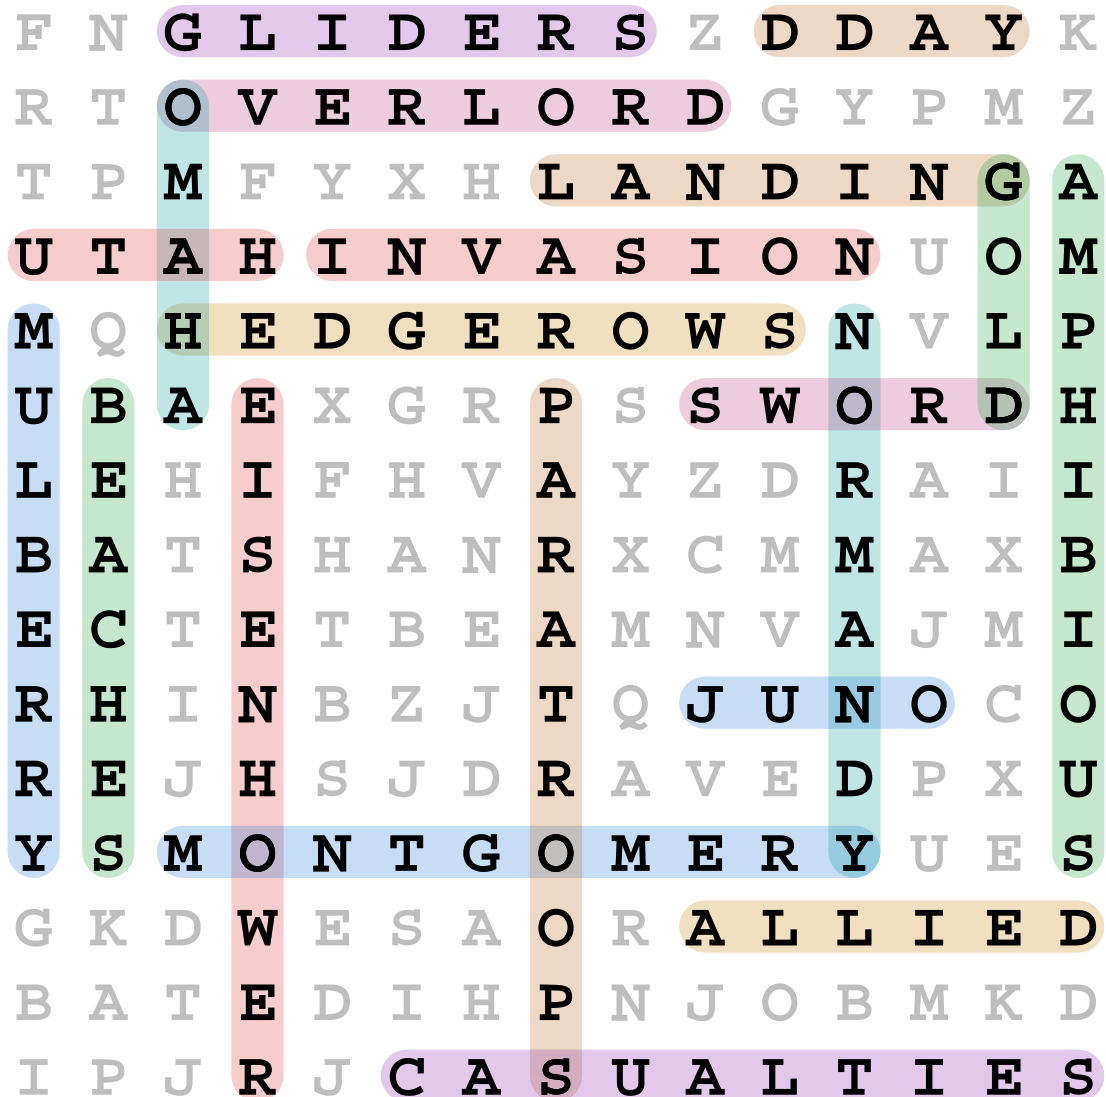 F N G L I D E R S Z D D A Y K
R T O V E R L O R D G Y P M Z
T P M F Y X H L A N D I N G A
U T A H I N V A S I O N U O M
M Q H E D G E R O W S N V L P
U B A E X G R P S S W O R D H
L E H I F H V A Y Z D R A I I
B A T S H A N R X C M M A X B
E C T E T B E A M N V A J M I
R H I N B Z J T Q J U N O C O
R E J H S J D R A V E D P X U
Y S M O N T G O M E R Y U E S
G K D W E S A O R A L L I E D
B A T E D I H P N J O B M K D
I P J R J C A S U A L T I E S